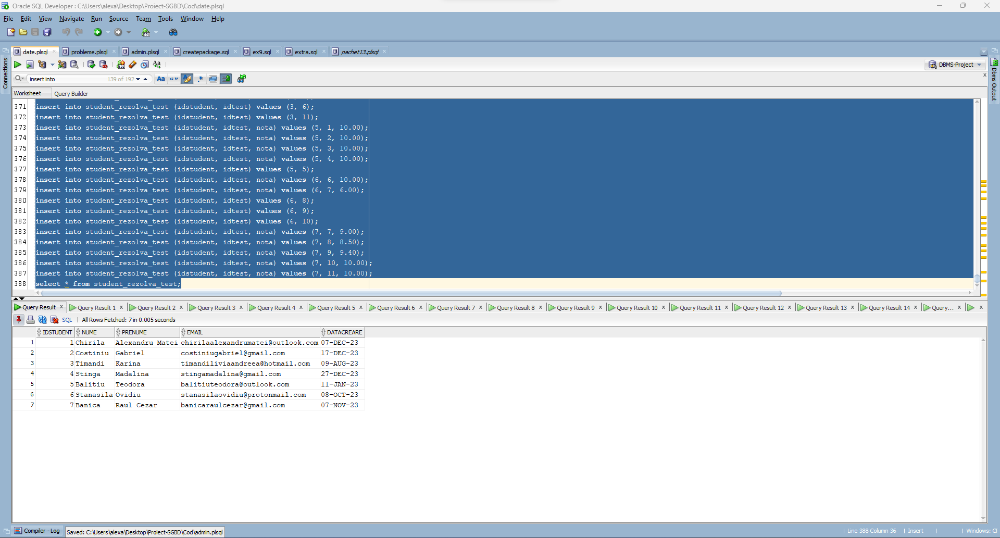 Oracle SQL Developer : C:\Users\alexa\Desktop\Proiect-SGBD\Cod\date.plsql
File Edit View Navigate Run Source Team Tools Window Help
date.plsql probleme.plsql admin.plsql createpackage.sql ex9.sql extra.sql pachet13.plsql
DBMS-Project
insert into 139 of 192
Connections
Dbms Output
Worksheet Query Builder
371 insert into student_rezolva_test (idstudent, idtest) values (3, 6);
372 insert into student_rezolva_test (idstudent, idtest) values (3, 11);
373 insert into student_rezolva_test (idstudent, idtest, nota) values (5, 1, 10.00);
374 insert into student_rezolva_test (idstudent, idtest, nota) values (5, 2, 10.00);
375 insert into student_rezolva_test (idstudent, idtest, nota) values (5, 3, 10.00);
376 insert into student_rezolva_test (idstudent, idtest, nota) values (5, 4, 10.00);
377 insert into student_rezolva_test (idstudent, idtest) values (5, 5);
378 insert into student_rezolva_test (idstudent, idtest, nota) values (6, 6, 10.00);
379 insert into student_rezolva_test (idstudent, idtest, nota) values (6, 7, 6.00);
380 insert into student_rezolva_test (idstudent, idtest) values (6, 8);
381 insert into student_rezolva_test (idstudent, idtest) values (6, 9);
382 insert into student_rezolva_test (idstudent, idtest) values (6, 10);
383 insert into student_rezolva_test (idstudent, idtest, nota) values (7, 7, 9.00);
384 insert into student_rezolva_test (idstudent, idtest, nota) values (7, 8, 8.50);
385 insert into student_rezolva_test (idstudent, idtest, nota) values (7, 9, 9.40);
386 insert into student_rezolva_test (idstudent, idtest, nota) values (7, 10, 10.00);
387 insert into student_rezolva_test (idstudent, idtest, nota) values (7, 11, 10.00);
388 select * from student_rezolva_test;
Query Result Query Result 1 Query Result 2 Query Result 3 Query Result 4 Query Result 5 Query Result 6 Query Result 7 Query Result 8 Query Result 9 Query Result 10 Query Result 11 Query Result 12 Query Result 13 Query Result 14 Query...
SQL | All Rows Fetched: 7 in 0.005 seconds
IDSTUDENT NUME PRENUME EMAIL DATACREARE
1 1 Chirila Alexandru Matei chirilaalexandrumatei@outlook.com 07-DEC-23
2 2 Costiniu Gabriel costiniugabriel@gmail.com 17-DEC-23
3 3 Timandi Karina timandiliviaandreea@hotmail.com 09-AUG-23
4 4 Stinga Madalina stingamadalina@gmail.com 27-DEC-23
5 5 Balitiu Teodora balitiuteodora@outlook.com 11-JAN-23
6 6 Stanasila Ovidiu stanasilaovidiu@protonmail.com 08-OCT-23
7 7 Banica Raul Cezar banicaraulcezar@gmail.com 07-NOV-23
Compiler - Log Saved: C:\Users\alexa\Desktop\Proiect-SGBD\Cod\admin.plsql
| Line 388 Column 36 | Insert | | Windows: CF